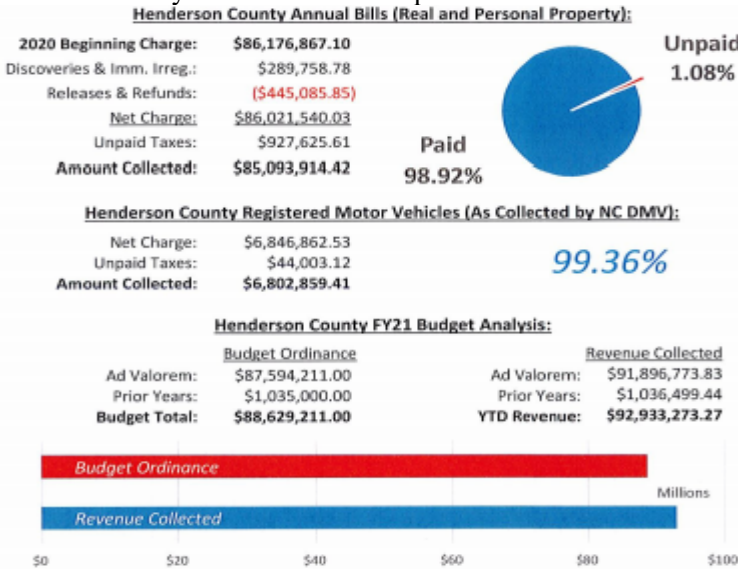 Henderson County Annual Bills (Real and Personal Property):
2020 Beginning Charge: $86,176,867.10
Discoveries & Imm. Irreg.: $289,758.78
Releases & Refunds: ($445,085.85)
Net Charge: $86,021,540.03
Unpaid Taxes: $927,625.61
Amount Collected: $85,093,914.42
Unpaid
1.08%
Paid
98.92%
Henderson County Registered Motor Vehicles (As Collected by NC DMV):
Net Charge: $6,846,862.53
Unpaid Taxes: $44,003.12
Amount Collected: $6,802,859.41
99.36%
Henderson County FY21 Budget Analysis:
Budget Ordinance Revenue Collected
Ad Valorem: $87,594,211.00 Ad Valorem: $91,896,773.83
Prior Years: $1,035,000.00 Prior Years: $1,036,499.44
Budget Total: $88,629,211.00 YTD Revenue: $92,933,273.27
Budget Ordinance
Millions
Revenue Collected
$0 $20 $40 $60 $80 $100